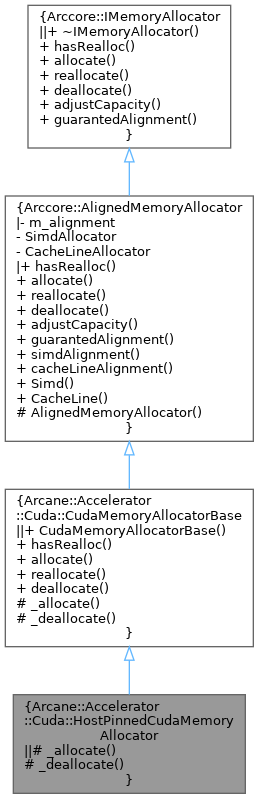 {Arccore::IMemoryAllocator
||+ ~IMemoryAllocator()
+ hasRealloc()
+ allocate()
+ reallocate()
+ deallocate()
+ adjustCapacity()
+ guarantedAlignment()
}
{Arccore::AlignedMemoryAllocator
|- m_alignment
- SimdAllocator
- CacheLineAllocator
|+ hasRealloc()
+ allocate()
+ reallocate()
+ deallocate()
+ adjustCapacity()
+ guarantedAlignment()
+ simdAlignment()
+ cacheLineAlignment()
+ Simd()
+ CacheLine()
# AlignedMemoryAllocator()
}
{Arcane::Accelerator
::Cuda::CudaMemoryAllocatorBase
||+ CudaMemoryAllocatorBase()
+ hasRealloc()
+ allocate()
+ reallocate()
+ deallocate()
# _allocate()
# _deallocate()
}
{Arcane::Accelerator
::Cuda::HostPinnedCudaMemory
Allocator
||# _allocate()
# _deallocate()
}